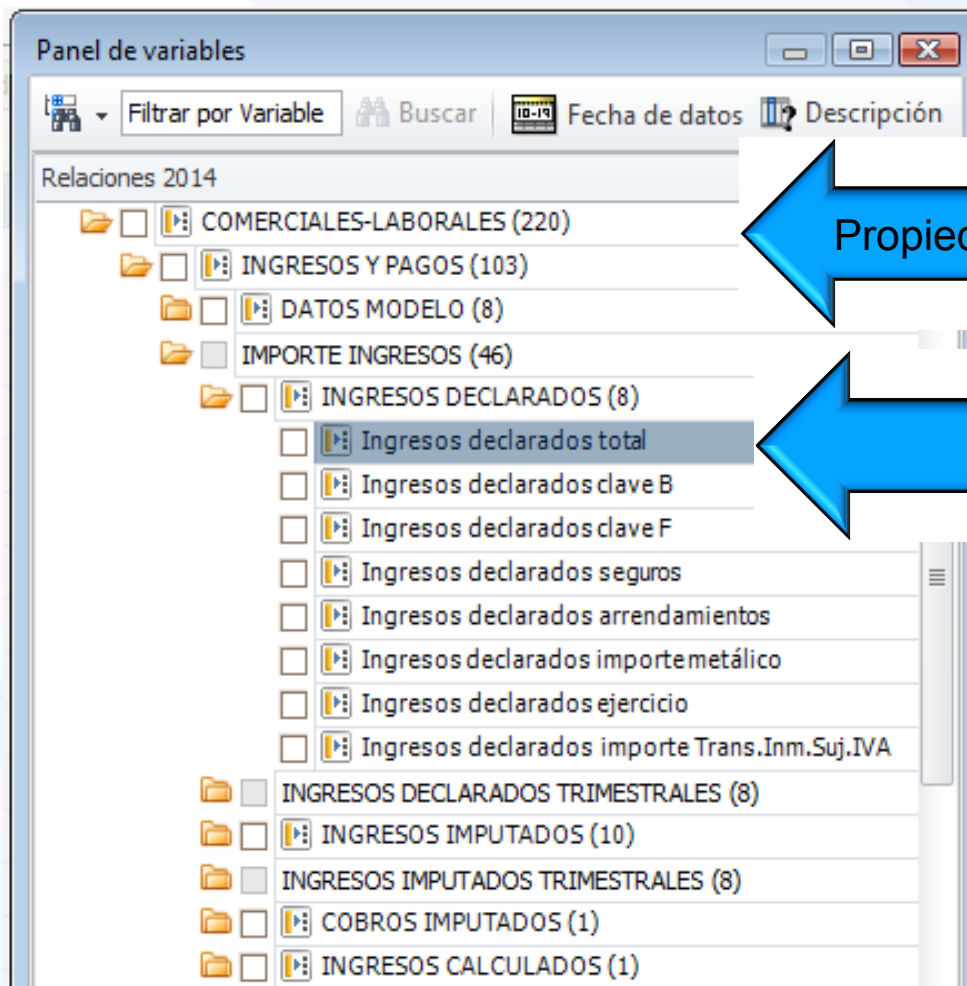 Panel de variables
Filtrar por Variable Buscar 10-19 Fecha de datos Descripción
Relaciones 2014
COMERCIALES-LABORALES (220)
INGRESOS Y PAGOS (103)
DATOS MODELO (8)
IMPORTE INGRESOS (46)
INGRESOS DECLARADOS (8)
Ingresos declarados total
Ingresos declarados clave B
Ingresos declarados clave F
Ingresos declarados seguros
Ingresos declarados arrendamientos
Ingresos declarados importe metálico
Ingresos declarados ejercicio
Ingresos declarados importe Trans.Inm.Suj.IVA
INGRESOS DECLARADOS TRIMESTRALES (8)
INGRESOS IMPUTADOS (10)
INGRESOS IMPUTADOS TRIMESTRALES (8)
COBROS IMPUTADOS (1)
INGRESOS CALCULADOS (1)